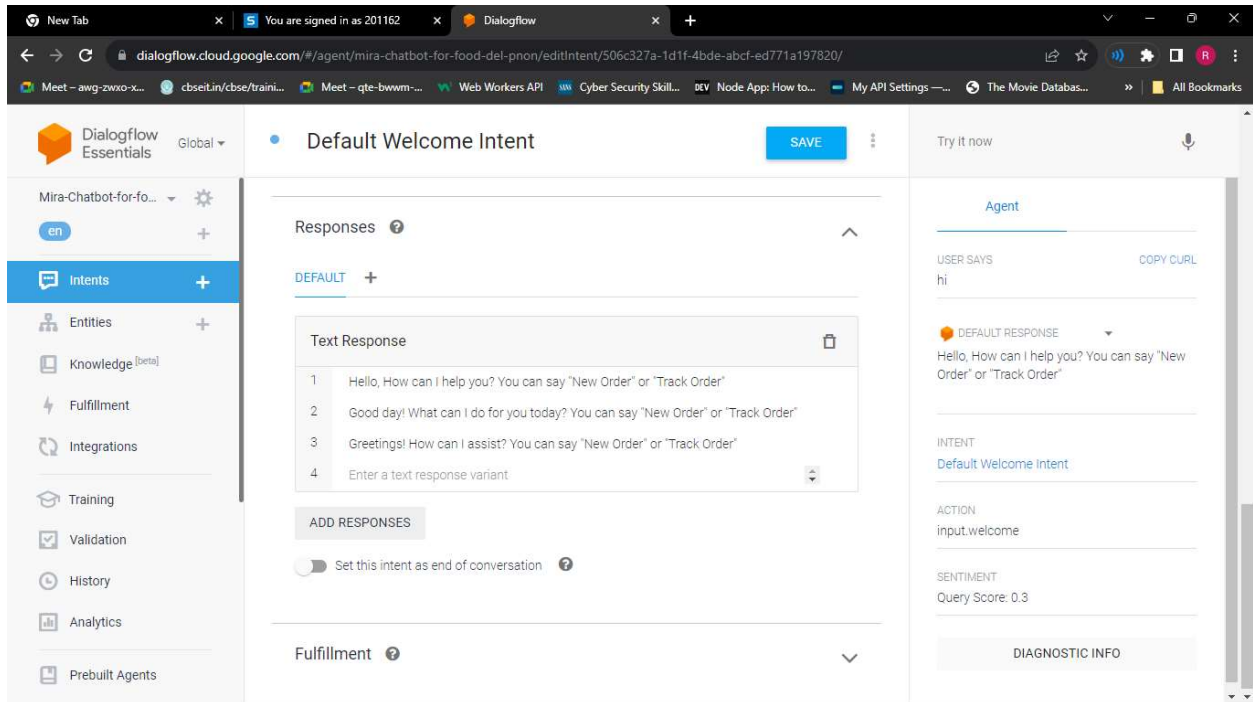 New Tab
You are signed in as 201162
Dialogflow
dialogflow.cloud.google.com/#/agent/mira-chatbot-for-food-del-pnon/editIntent/506c327a-1d1f-4bde-abcf-ed771a197820/
R
Meet – awg-zwxo-x...
cbseit.in/cbse/traini...
Meet – qte-bwwm-...
Web Workers API
Cyber Security Skill...
DEV
Node App: How to...
My API Settings —...
The Movie Databas...
»
All Bookmarks
Dialogflow
Essentials
Global
Default Welcome Intent
SAVE
Try it now
Mira-Chatbot-for-fo...
en
Intents
Entities
Knowledge [beta]
Fulfillment
Integrations
Training
Validation
History
Analytics
Prebuilt Agents
Responses
DEFAULT
Text Response
1 Hello, How can I help you? You can say "New Order" or "Track Order"
2 Good day! What can I do for you today? You can say "New Order" or "Track Order"
3 Greetings! How can I assist? You can say "New Order" or "Track Order"
4 Enter a text response variant
ADD RESPONSES
Set this intent as end of conversation
Fulfillment
Agent
USER SAYS
COPY CURL
hi
DEFAULT RESPONSE
Hello, How can I help you? You can say "New
Order" or "Track Order"
INTENT
Default Welcome Intent
ACTION
input.welcome
SENTIMENT
Query Score: 0.3
DIAGNOSTIC INFO